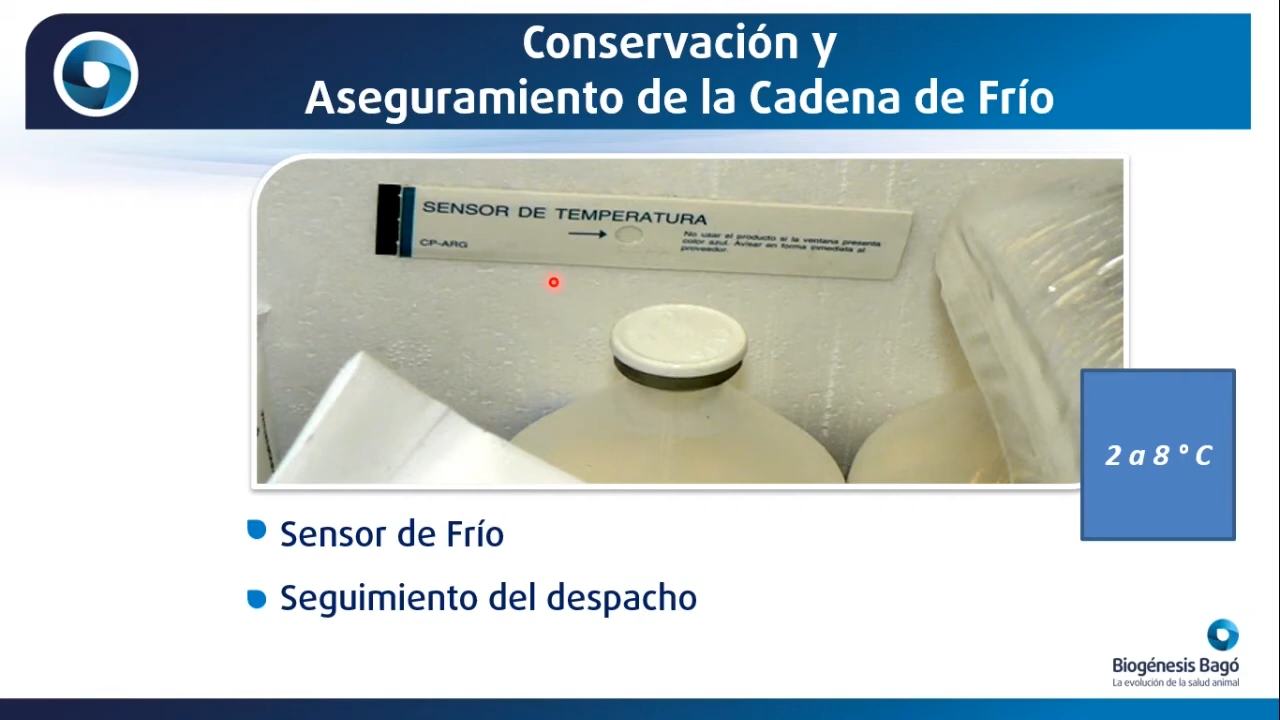 Conservación y
Aseguramiento de la Cadena de Frío
SENSOR DE TEMPERATURA
CP-ARG
No usar el producto si la ventana presenta
color azul. Avisar en forma inmediata al
proveedor.
2 a 8 º C
Sensor de Frío
Seguimiento del despacho
Biogénesis Bagó
La evolución de la salud animal